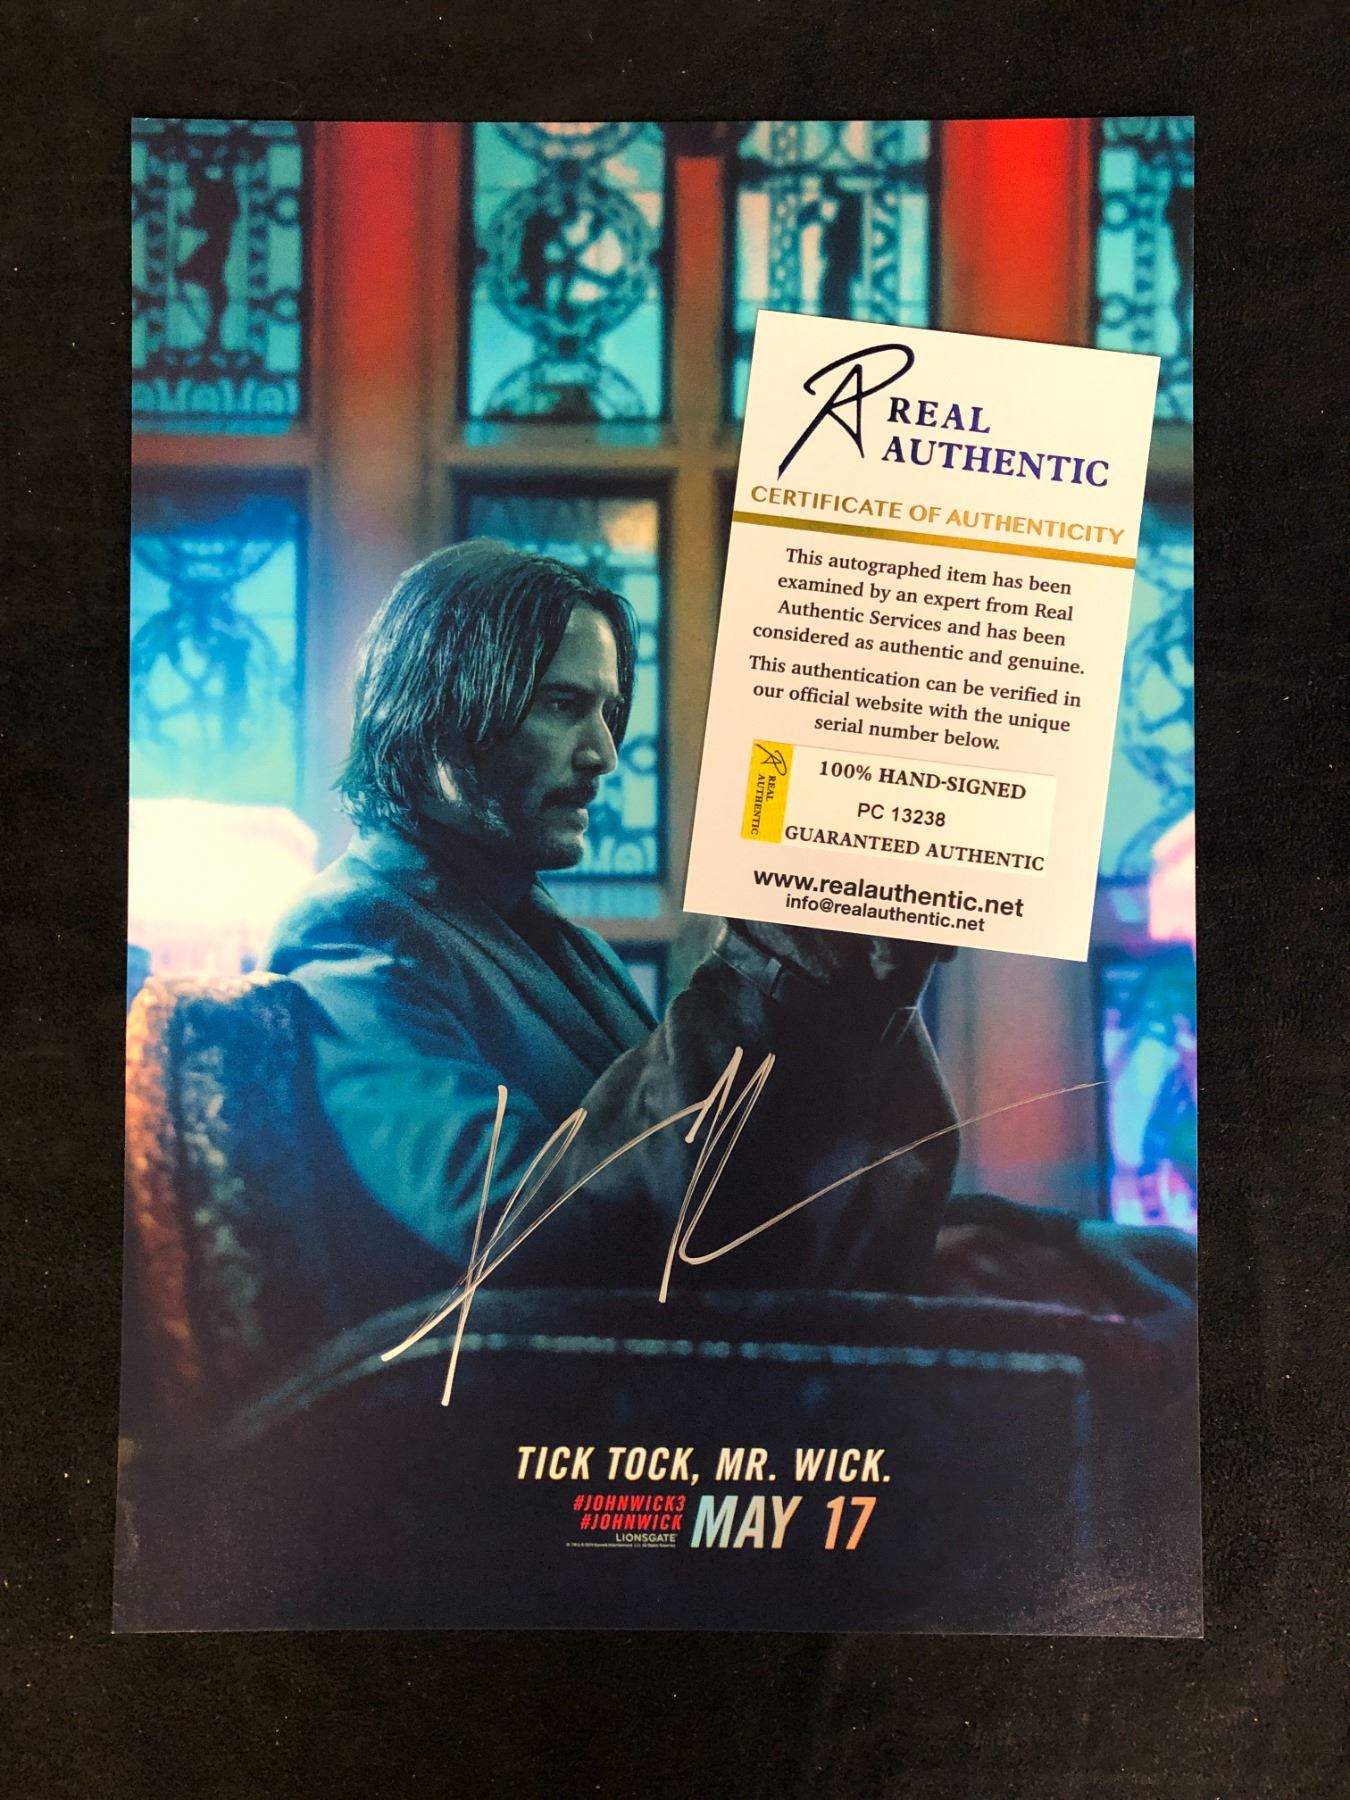 REAL
AUTHENTIC
CERTIFICATE OF AUTHENTICITY
This autographed item has been
examined by an expert from Real
Authentic Services and has been
considered as authentic and genuine.
This authentication can be verified in
our official website with the unique
serial number below.
REAL
AUTHENTIC
100% HAND-SIGNED
PC 13238
GUARANTEED AUTHENTIC
www.realauthentic.net
info@realauthentic.net
TICK TOCK, MR. WICK.
#JOHNWICK3
#JOHNWICK
LIONSGATE
MAY 17